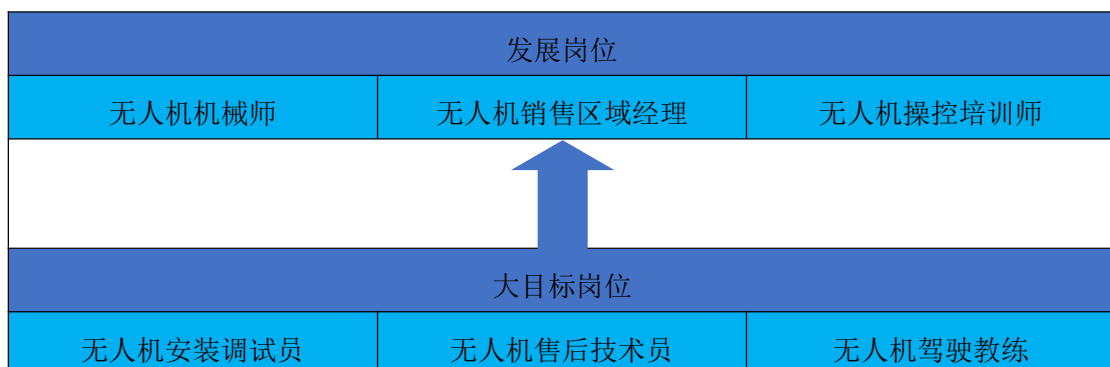 发展岗位
无人机机械师 无人机销售区域经理 无人机操控培训师
大目标岗位
无人机安装调试员 无人机售后技术员 无人机驾驶教练